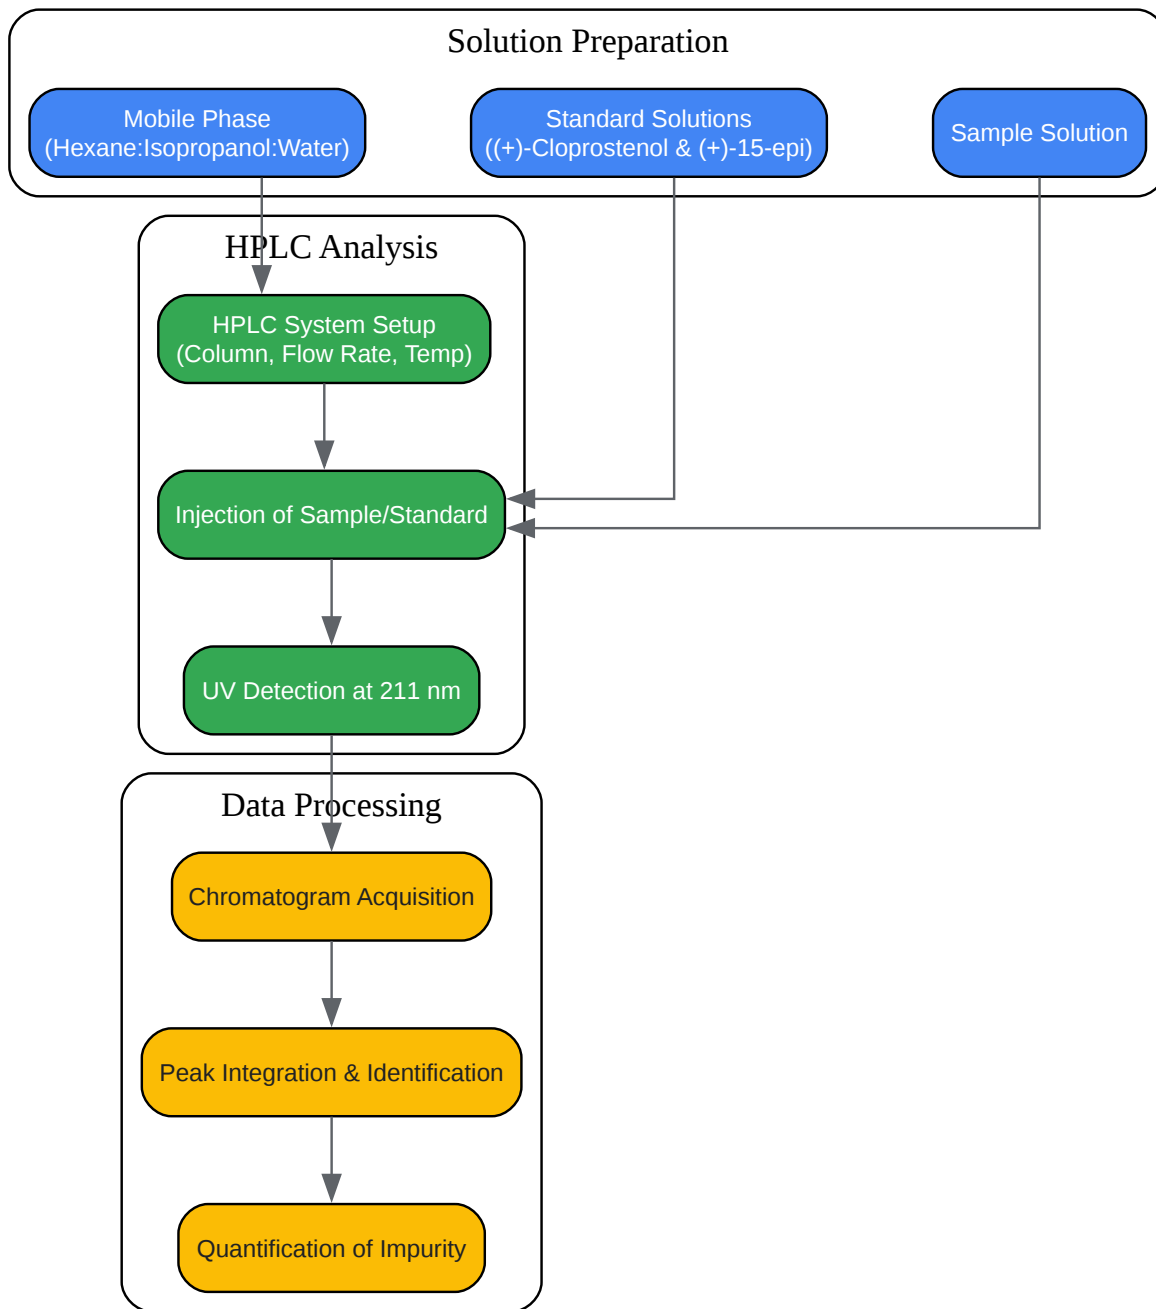 Solution Preparation
Mobile Phase
(Hexane:Isopropanol:Water)
Standard Solutions
((+)-Cloprostenol & (+)-15-epi)
Sample Solution
HPLC Analysis
HPLC System Setup
(Column, Flow Rate, Temp)
Injection of Sample/Standard
UV Detection at 211 nm
Data Processing
Chromatogram Acquisition
Peak Integration & Identification
Quantification of Impurity